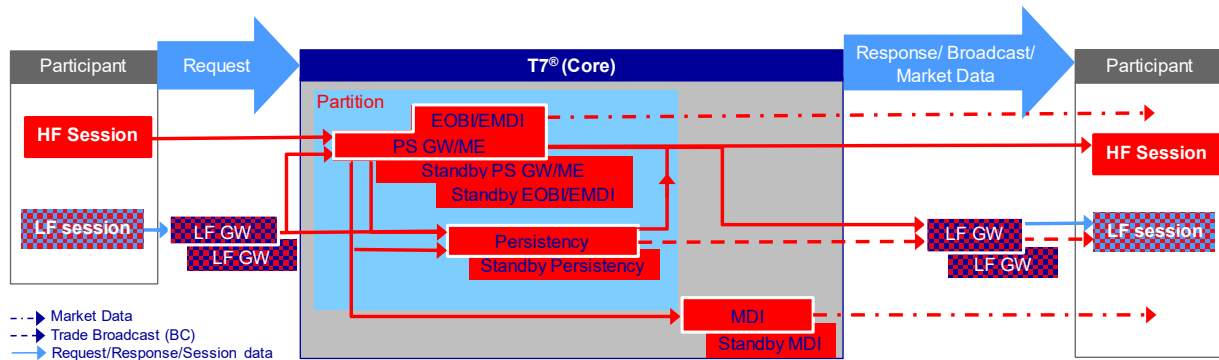 Participant
Request
T7® (Core)
Response/ Broadcast/
Market Data
Participant
Partition
EOBI/EMDI
HF Session
PS GW/ME
HF Session
Standby PS GW/ME
Standby EOBI/EMDI
LF session
LF GW
LF GW
Persistency
Standby Persistency
LF GW
LF GW
LF session
MDI
Standby MDI
Market Data
Trade Broadcast (BC)
Request/Response/Session data